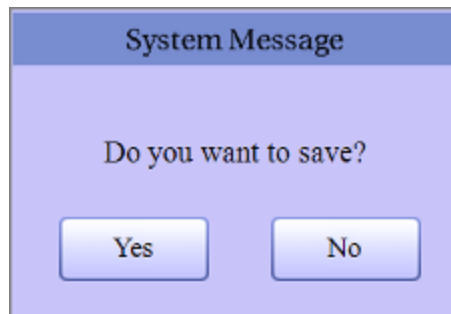 System Message
Do you want to save?
Yes No